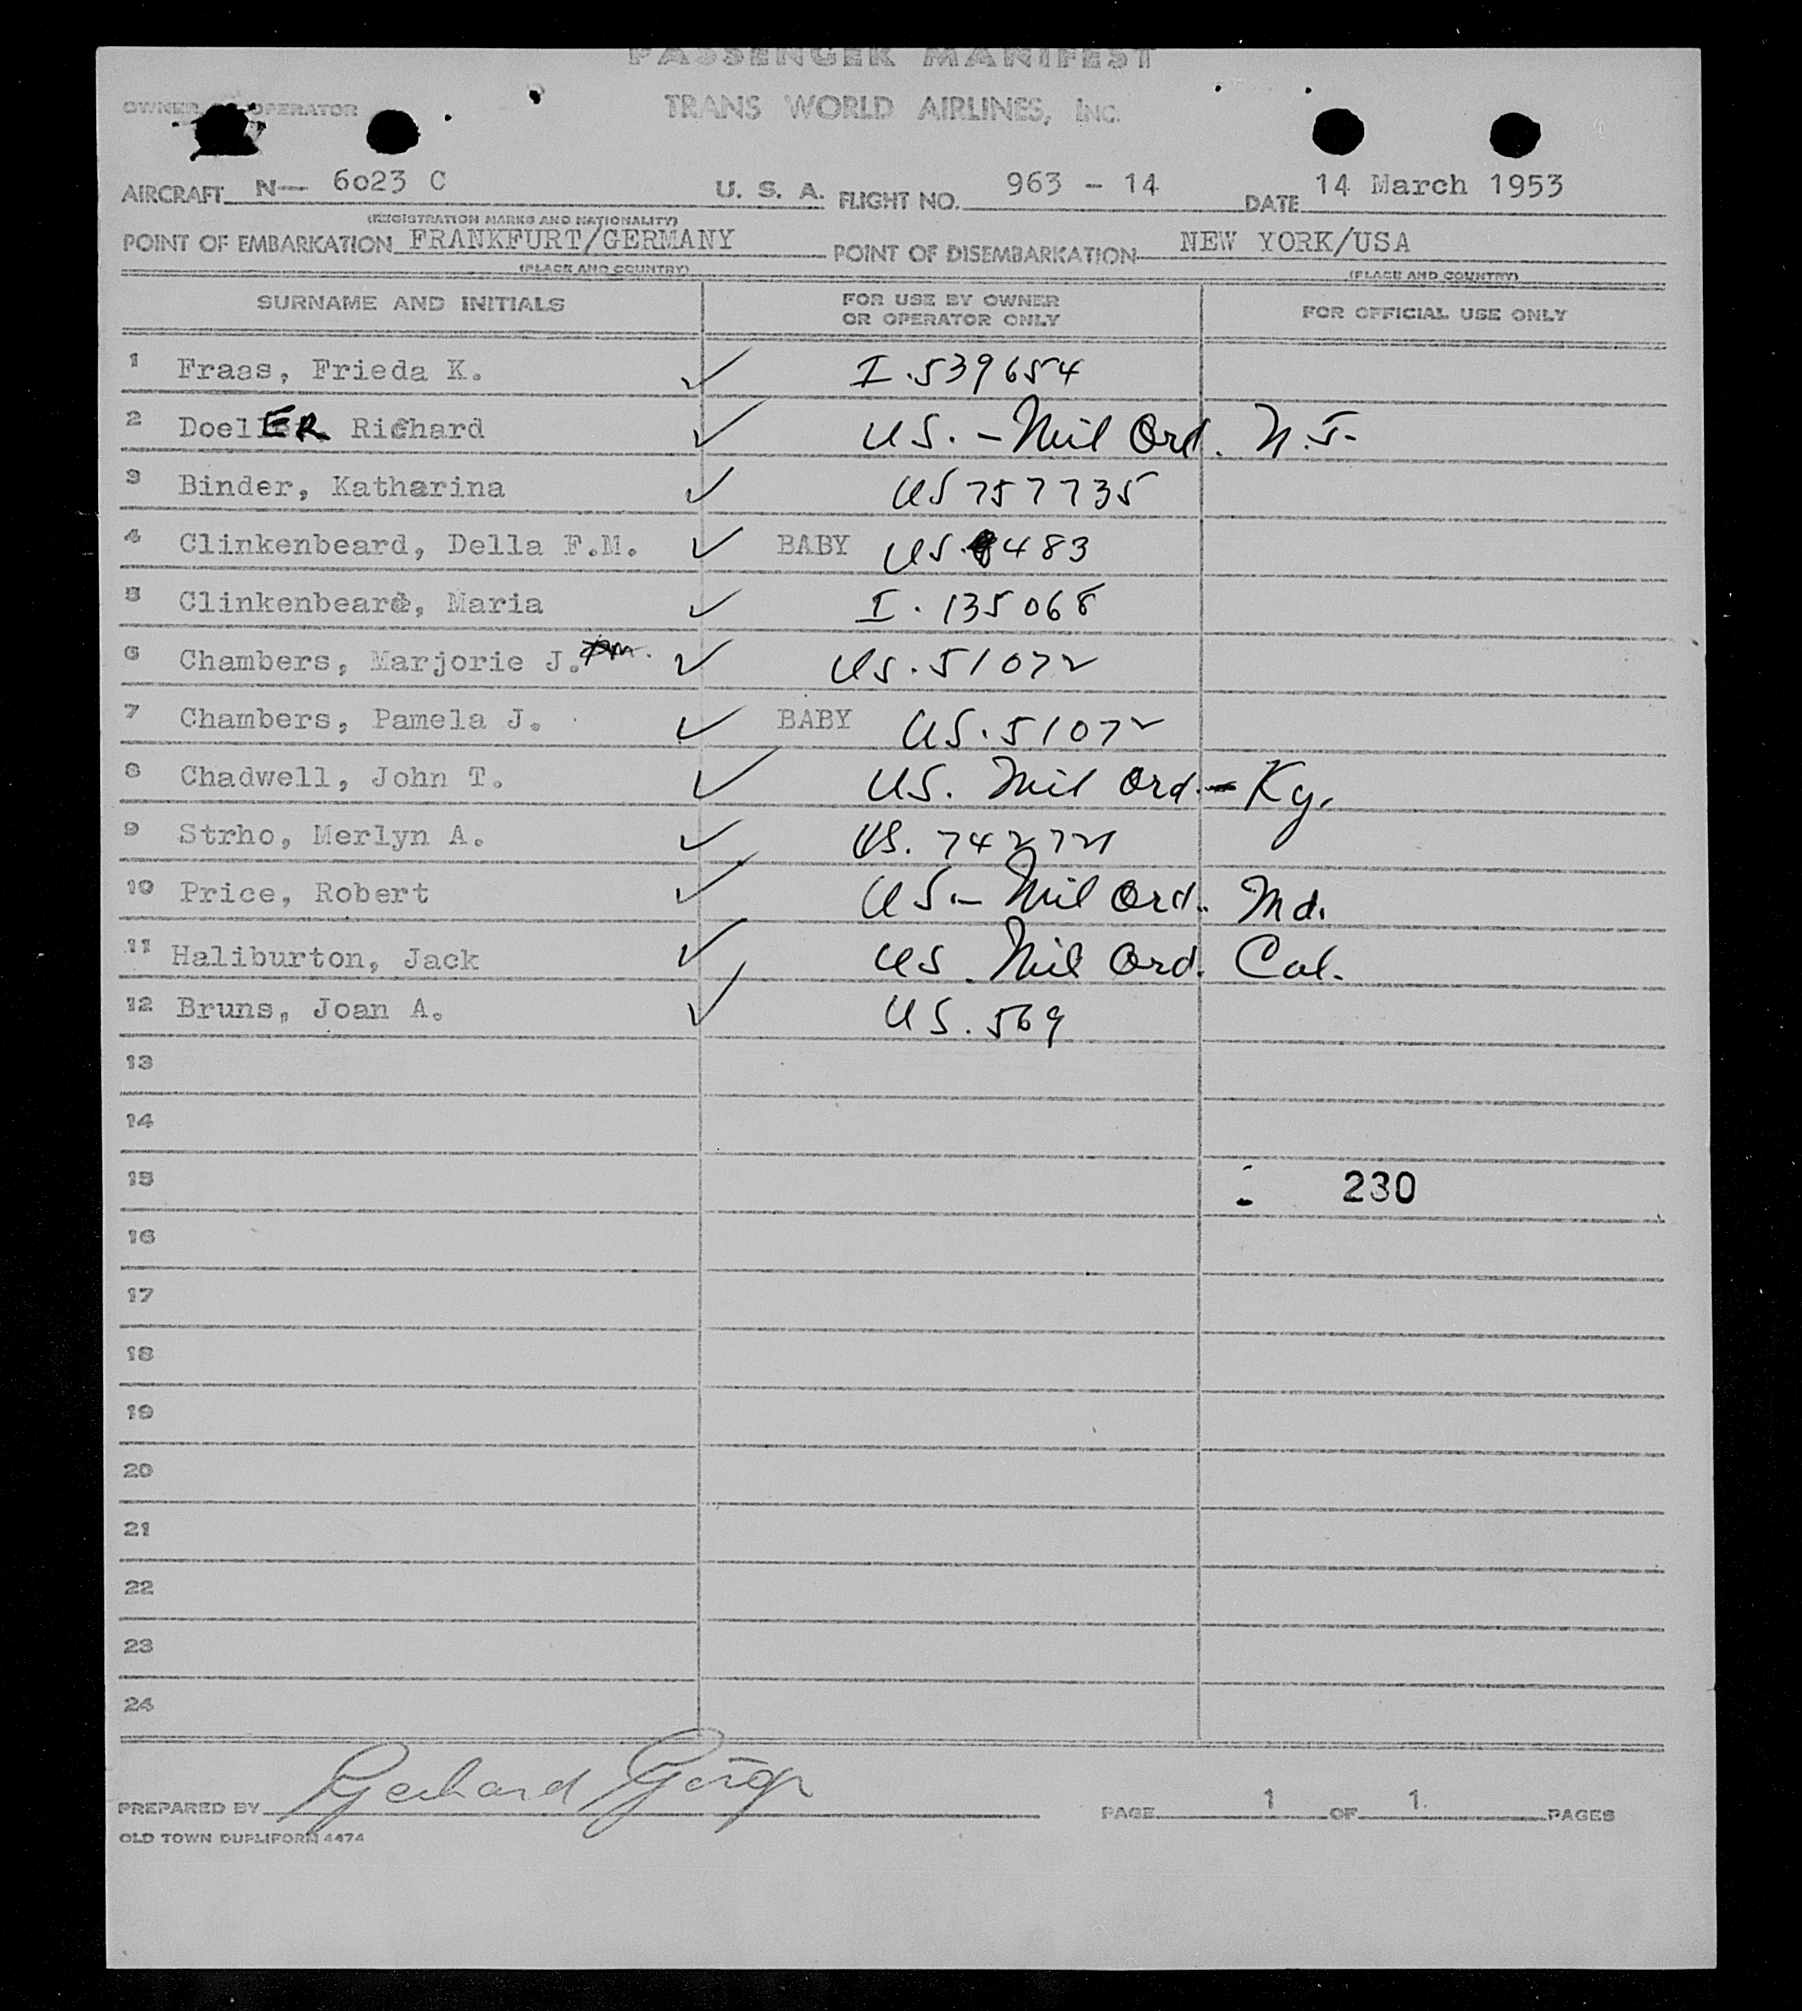 PASSENGER MANIFEST
OWNER OR OPERATOR TRANS WORLD AIRLINES, INC.
AIRCRAFT N— 6023 C U. S. A. FLIGHT NO. 963 - 14 DATE 14 March 1953
(REGISTRATION MARKS AND NATIONALITY)
POINT OF EMBARKATION FRANKFURT/GERMANY POINT OF DISEMBARKATION NEW YORK/USA
(PLACE AND COUNTRY) (PLACE AND COUNTRY)
SURNAME AND INITIALS FOR USE BY OWNER OR OPERATOR ONLY FOR OFFICIAL USE ONLY
1 Fraas, Frieda K. ✓ I.539654
2 DoellER Richard ✓ US.-Mil Ord. N.J.
3 Binder, Katharina ✓ US 757735
4 Clinkenbeard, Della F.M. ✓ BABY US.8483
5 Clinkenbeard, Maria ✓ I.135068
6 Chambers, Marjorie J. ✓ US.51072
7 Chambers, Pamela J. ✓ BABY US.51072
8 Chadwell, John T. ✓ US. Mil Ord.- Ky.
9 Strho, Merlyn A. ✓ US. 742721
10 Price, Robert ✓ US.- Mil Ord. Md.
11 Haliburton, Jack ✓ US. Mil Ord. Cal.
12 Bruns, Joan A. ✓ US.569
13
14
15 230
16
17
18
19
20
21
22
23
24
PREPARED BY Gerhard PAGE 1 OF 1. PAGES
OLD TOWN DUPLIFORM 4474